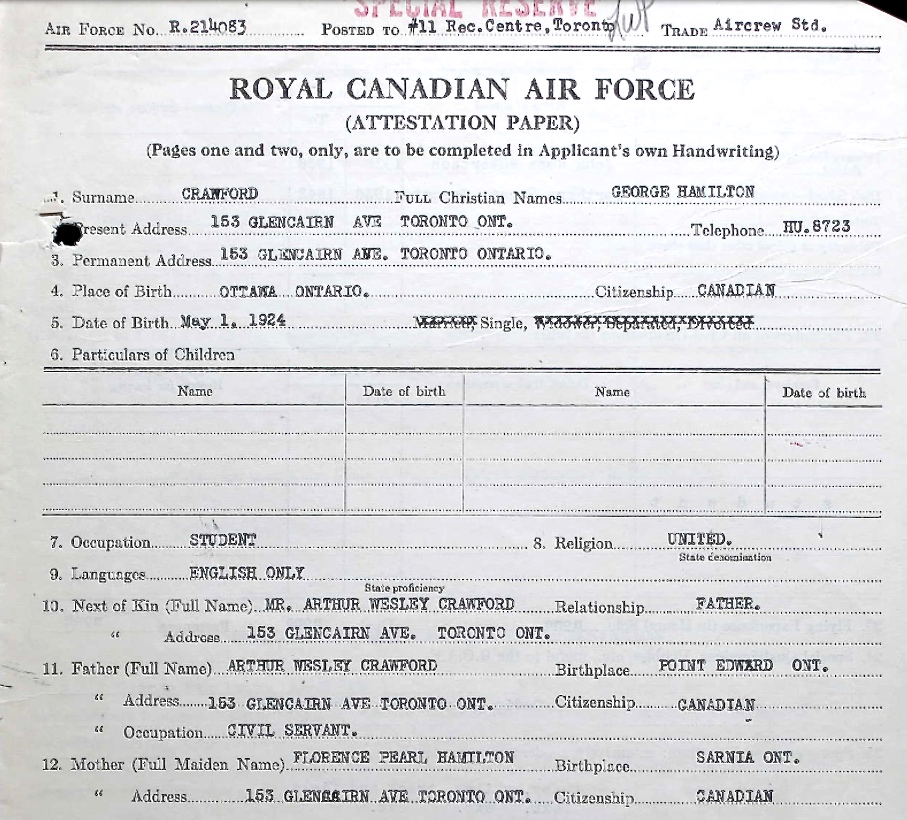 SPECIAL RESERVE
AIR FORCE NO. R.214083 POSTED TO #11 Rec.Centre,Toronto TRADE Aircrew Std.
ROYAL CANADIAN AIR FORCE
(ATTESTATION PAPER)
(Pages one and two, only, are to be completed in Applicant's own Handwriting)
1. Surname CRAWFORD FULL Christian Names GEORGE HAMILTON
Present Address 153 GLENCAIRN AVE TORONTO ONT. Telephone HU.8723
3. Permanent Address 153 GLENCAIRN AVE. TORONTO ONTARIO.
4. Place of Birth OTTAWA ONTARIO. Citizenship CANADIAN
5. Date of Birth May 1. 1924 Married, Single, Widower, Separated, Divorced
6. Particulars of Children
Name Date of birth Name Date of birth
7. Occupation STUDENT 8. Religion UNITED.
State denomination
9. Languages ENGLISH ONLY
State proficiency
10. Next of Kin (Full Name) MR. ARTHUR WESLEY CRAWFORD Relationship FATHER.
" Address 153 GLENCAIRN AVE. TORONTO ONT.
11. Father (Full Name) ARTHUR WESLEY CRAWFORD Birthplace POINT EDWARD ONT.
" Address 153 GLENCAIRN AVE TORONTO ONT. Citizenship CANADIAN
" Occupation CIVIL SERVANT.
12. Mother (Full Maiden Name) FLORENCE PEARL HAMILTON Birthplace SARNIA ONT.
" Address 153 GLENCAIRN AVE TORONTO ONT. Citizenship CANADIAN